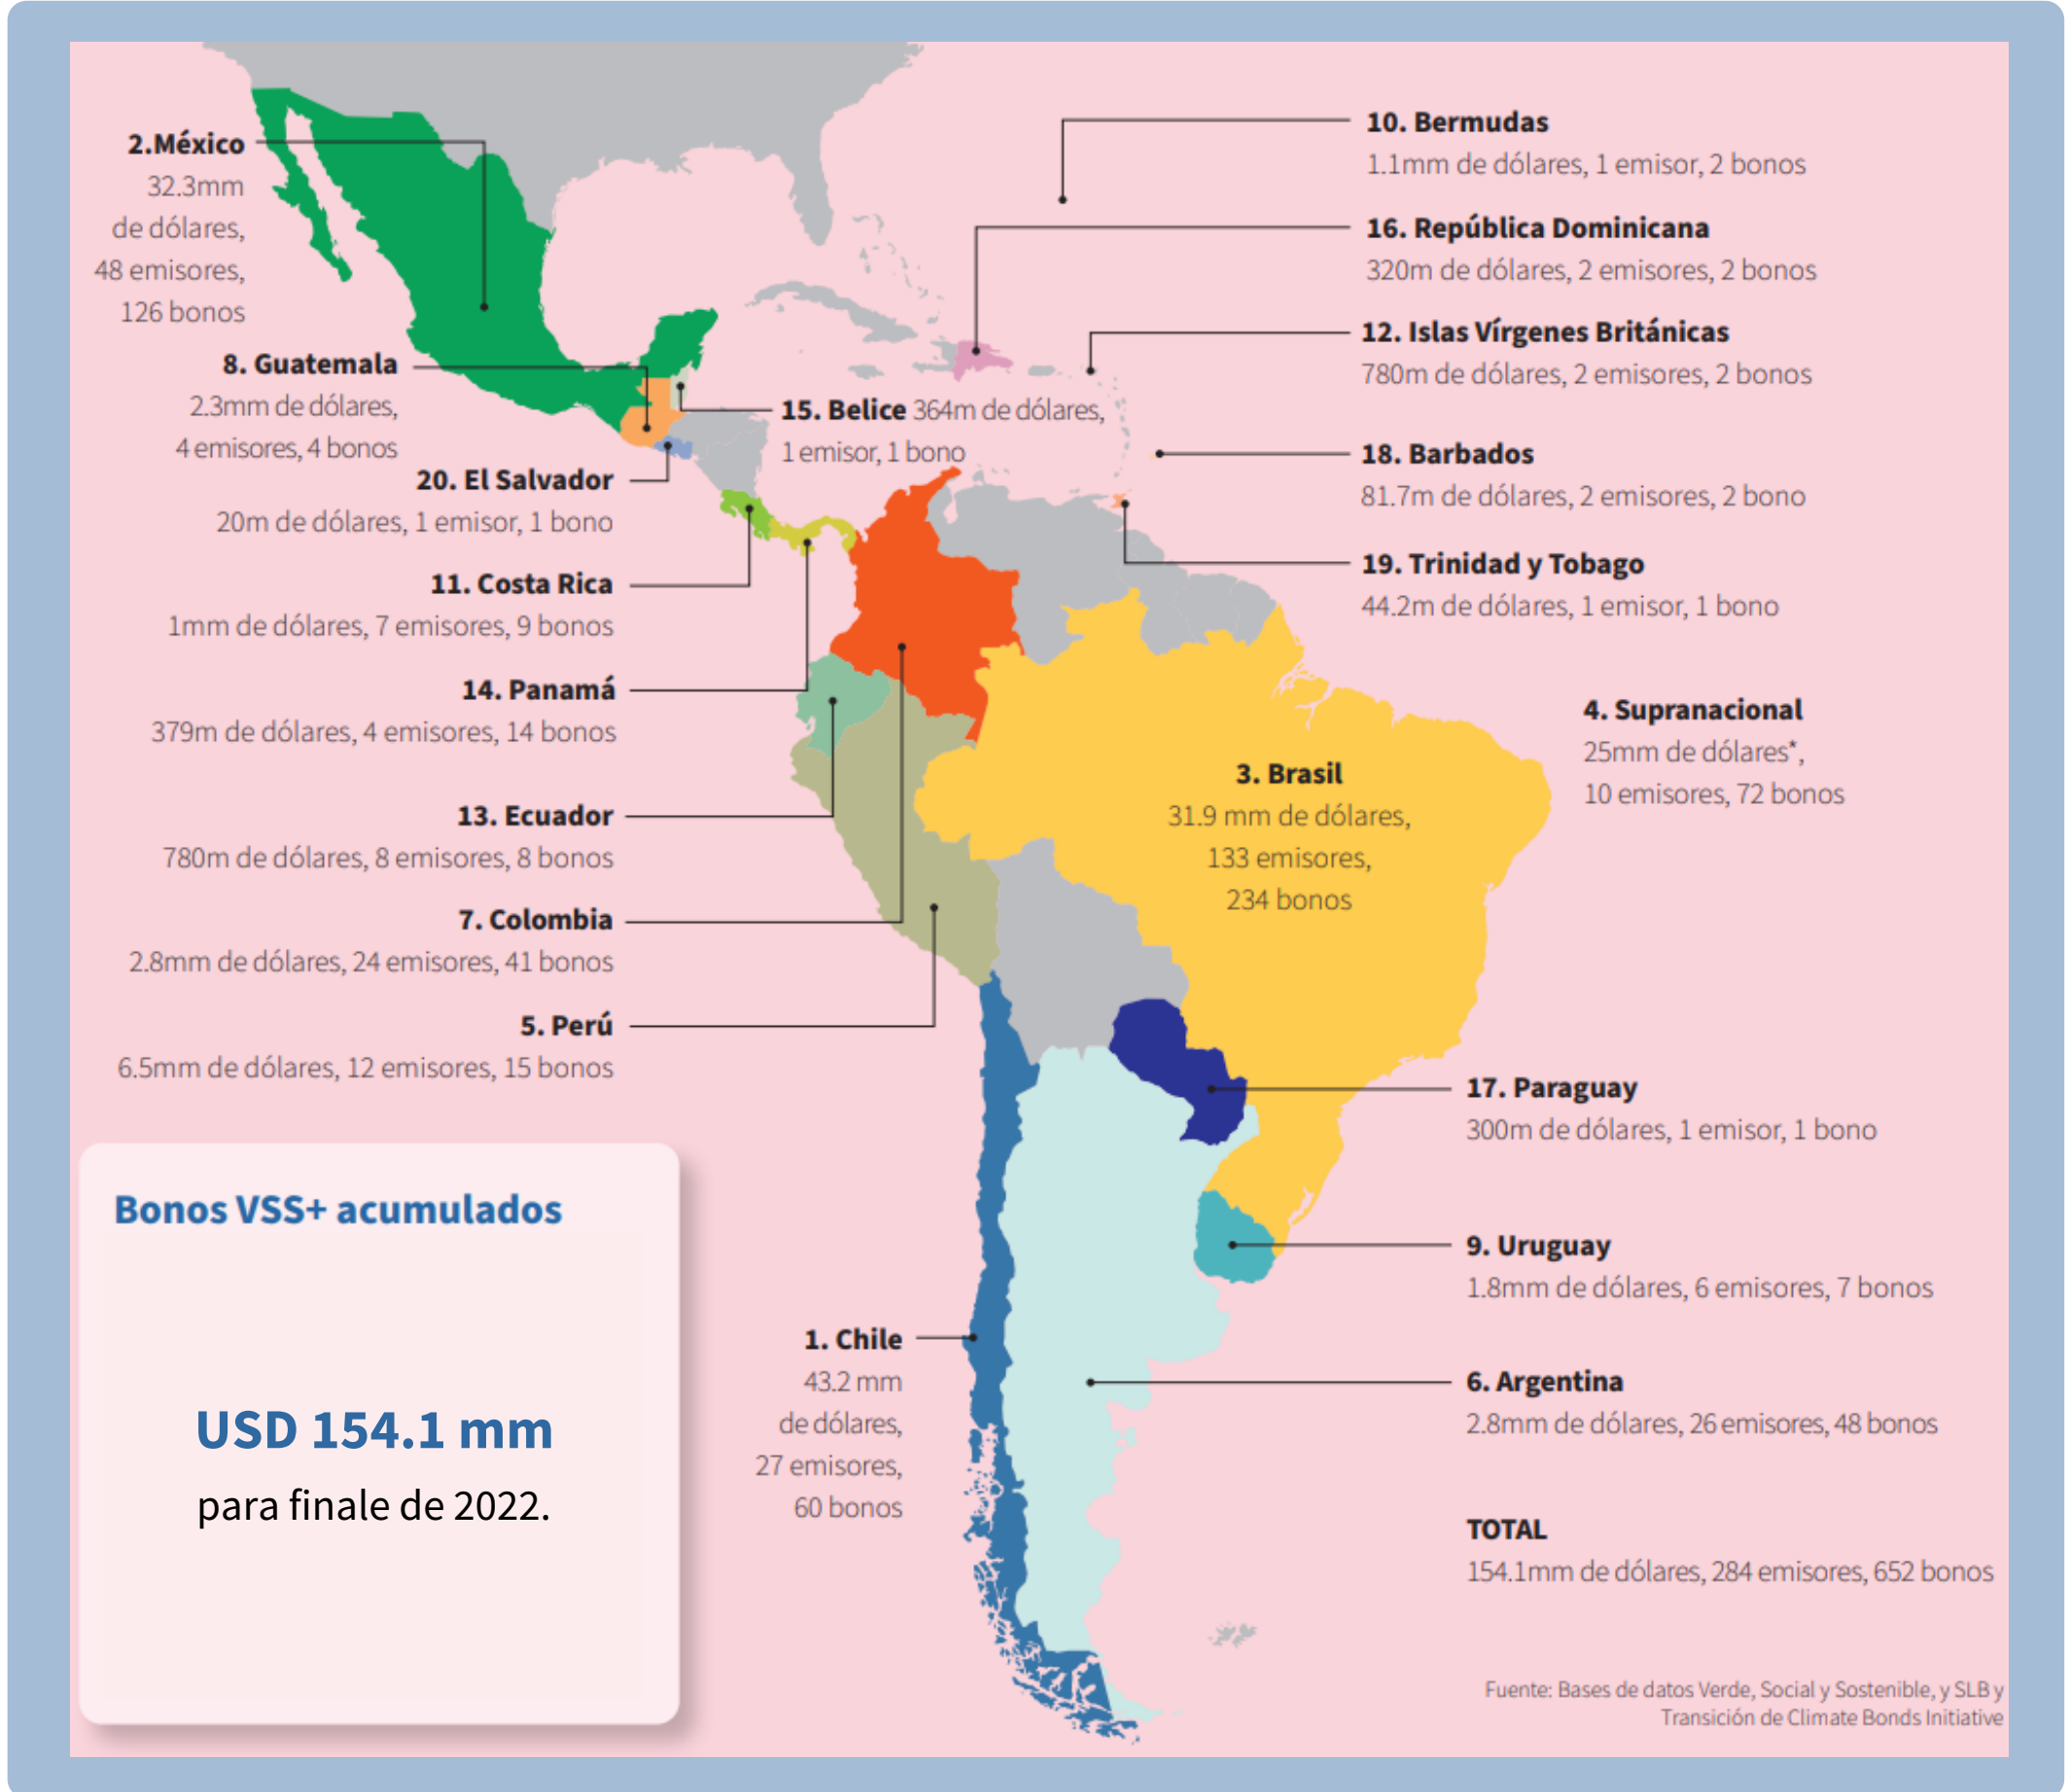 2.México
32.3mm
de dólares,
48 emisores,
126 bonos
8. Guatemala
2.3mm de dólares,
4 emisores, 4 bonos
20. El Salvador
20m de dólares, 1 emisor, 1 bono
11. Costa Rica
1mm de dólares, 7 emisores, 9 bonos
14. Panamá
379m de dólares, 4 emisores, 14 bonos
13. Ecuador
780m de dólares, 8 emisores, 8 bonos
7. Colombia
2.8mm de dólares, 24 emisores, 41 bonos
5. Perú
6.5mm de dólares, 12 emisores, 15 bonos
15. Belice 364m de dólares,
1 emisor, 1 bono
10. Bermudas
1.1mm de dólares, 1 emisor, 2 bonos
16. República Dominicana
320m de dólares, 2 emisores, 2 bonos
12. Islas Vírgenes Británicas
780m de dólares, 2 emisores, 2 bonos
18. Barbados
81.7m de dólares, 2 emisores, 2 bono
19. Trinidad y Tobago
44.2m de dólares, 1 emisor, 1 bono
4. Supranacional
25mm de dólares*,
10 emisores, 72 bonos
3. Brasil
31.9 mm de dólares,
133 emisores,
234 bonos
17. Paraguay
300m de dólares, 1 emisor, 1 bono
9. Uruguay
1.8mm de dólares, 6 emisores, 7 bonos
6. Argentina
2.8mm de dólares, 26 emisores, 48 bonos
1. Chile
43.2 mm
de dólares,
27 emisores,
60 bonos
TOTAL
154.1mm de dólares, 284 emisores, 652 bonos
Bonos VSS+ acumulados
USD 154.1 mm
para finale de 2022.
Fuente: Bases de datos Verde, Social y Sostenible, y SLB y
Transición de Climate Bonds Initiative